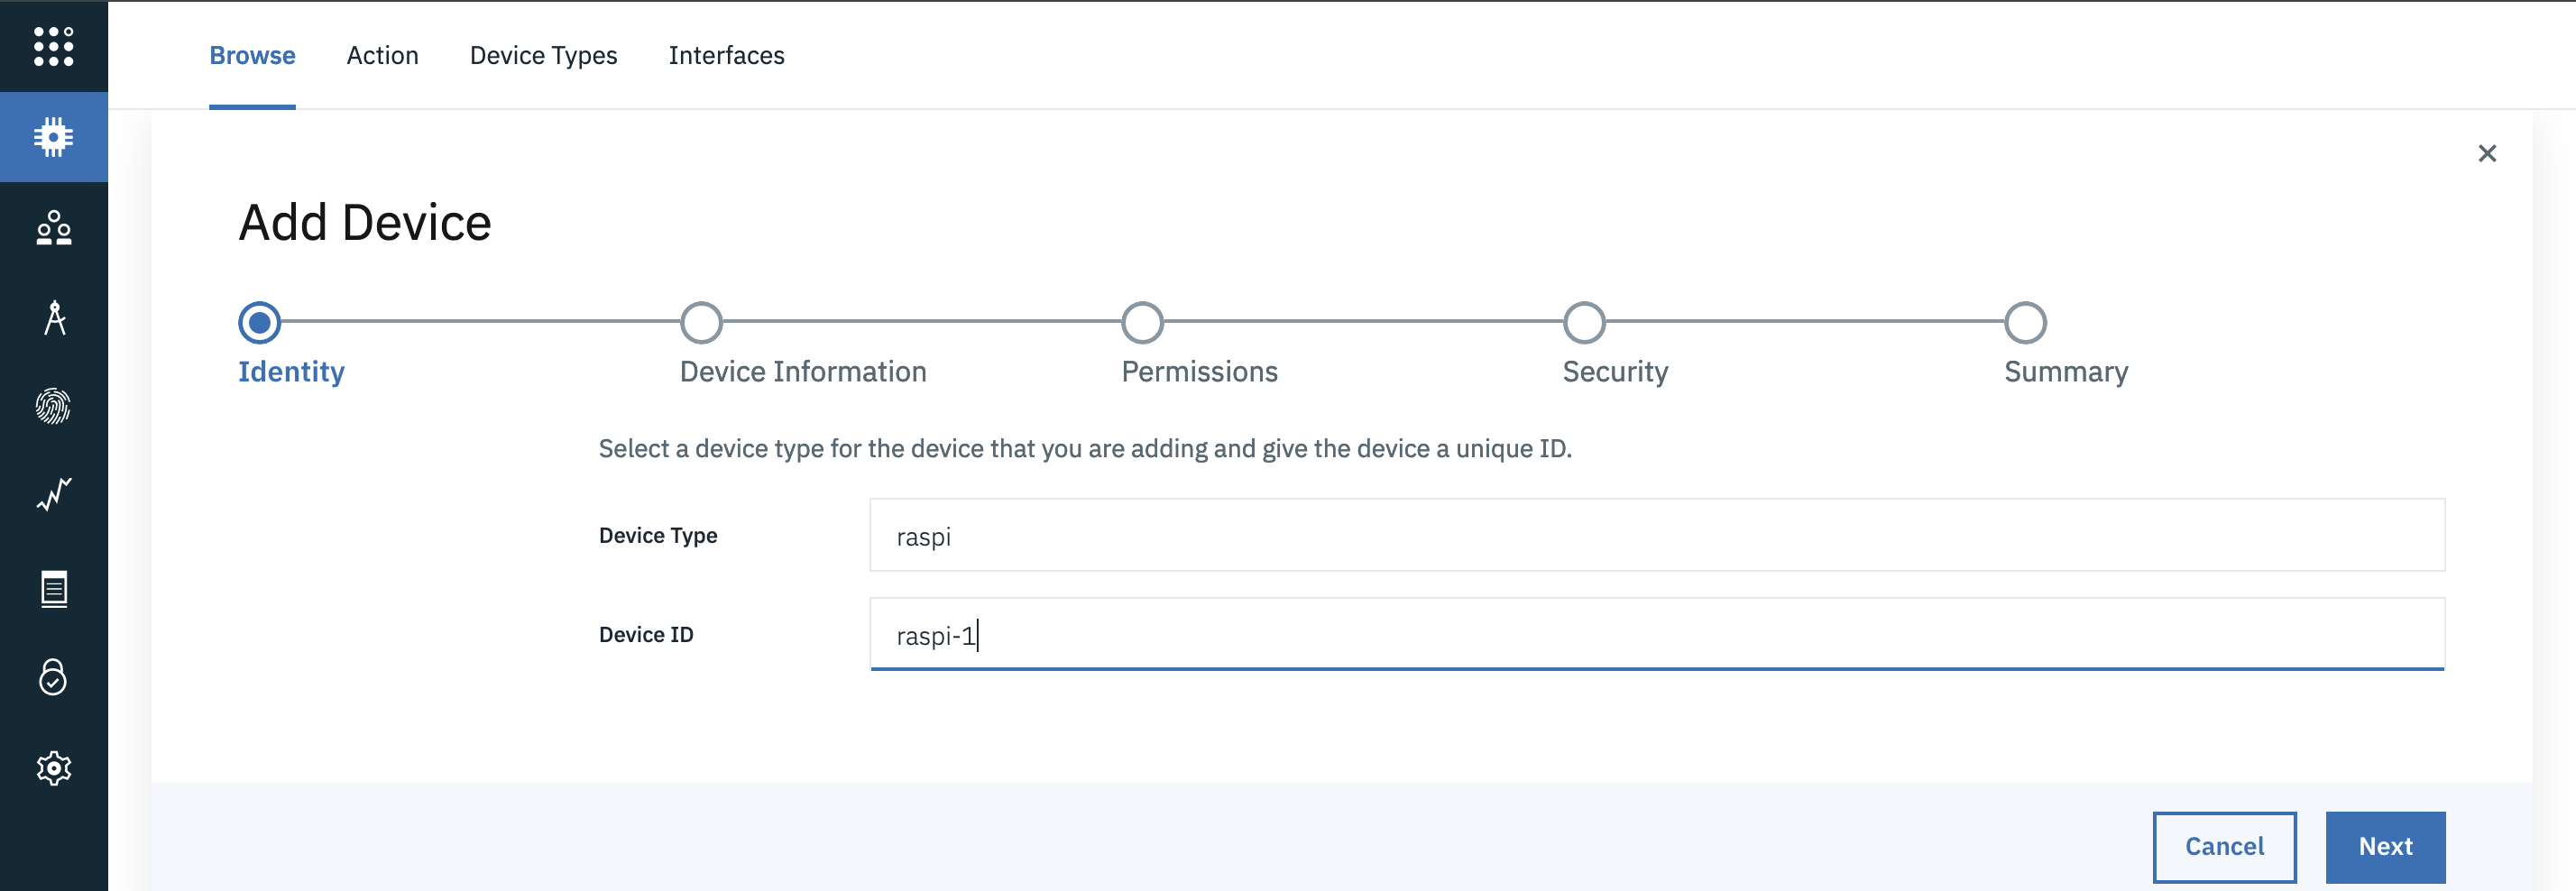 Browse Action Device Types Interfaces
Add Device
Identity Device Information Permissions Security Summary
Select a device type for the device that you are adding and give the device a unique ID.
Device Type raspi
Device ID raspi-1
Cancel Next